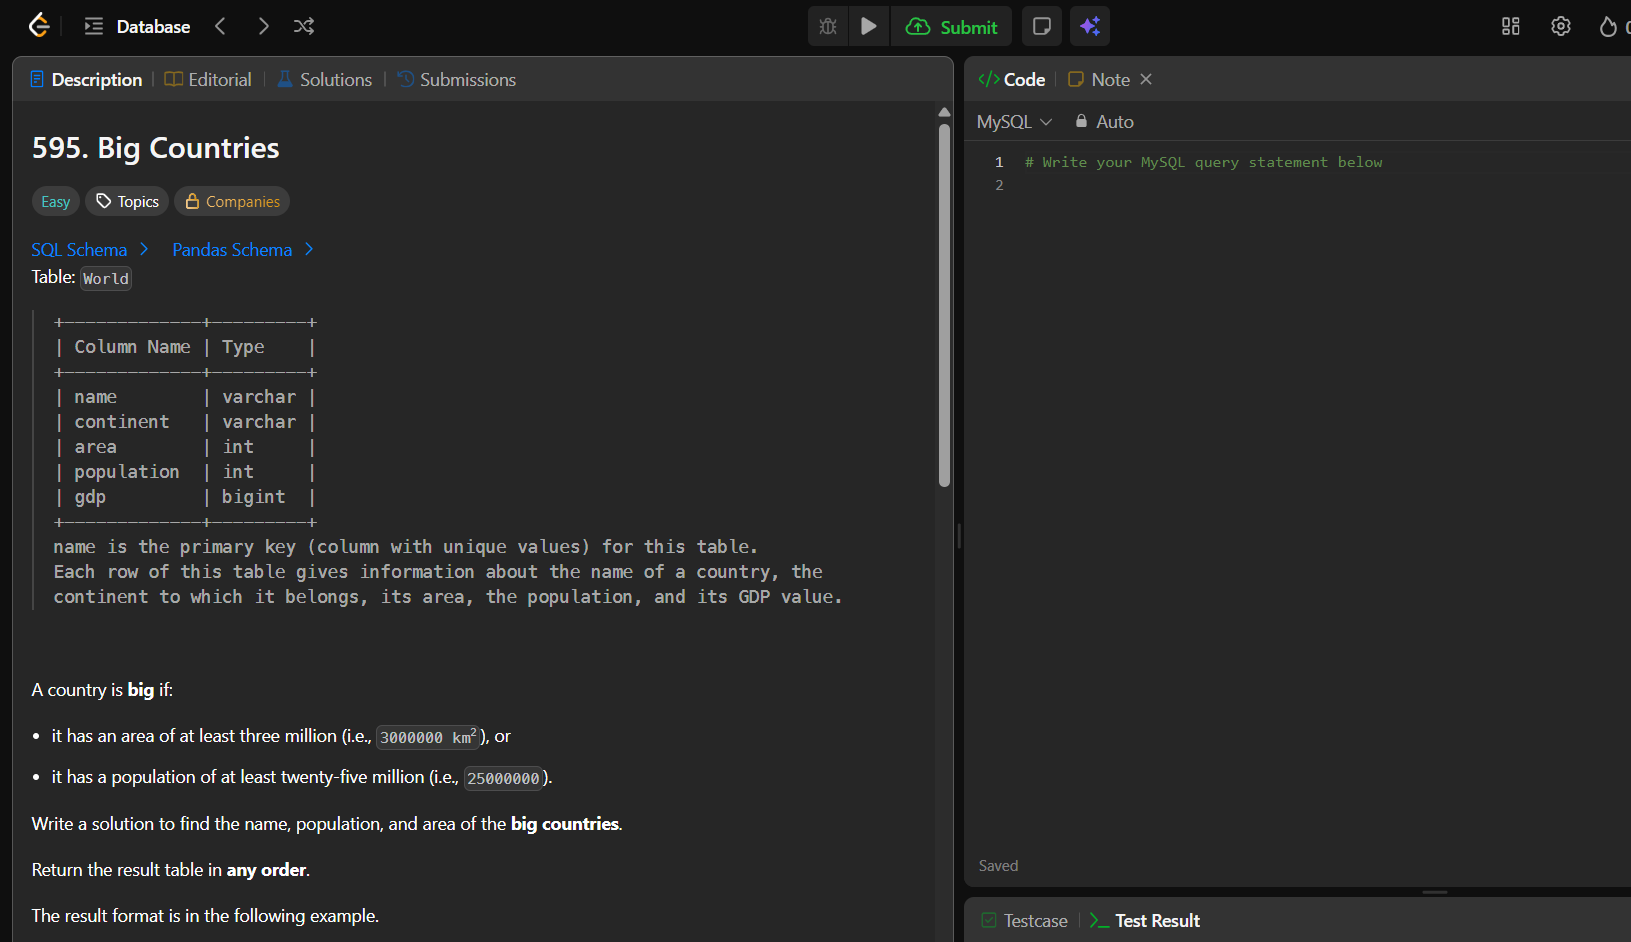 Database
Submit
0
Description
Editorial
Solutions
Submissions
595. Big Countries
Easy
Topics
Companies
SQL Schema
Pandas Schema
Table: World
+-------------+---------+
| Column Name | Type    |
+-------------+---------+
| name        | varchar |
| continent   | varchar |
| area        | int     |
| population  | int     |
| gdp         | bigint  |
+-------------+---------+
name is the primary key (column with unique values) for this table.
Each row of this table gives information about the name of a country, the
continent to which it belongs, its area, the population, and its GDP value.
A country is big if:
• it has an area of at least three million (i.e., 3000000 km²), or
• it has a population of at least twenty-five million (i.e., 25000000).
Write a solution to find the name, population, and area of the big countries.
Return the result table in any order.
The result format is in the following example.
</> Code
Note
MySQL
Auto
1 # Write your MySQL query statement below
2
Saved
Testcase
Test Result